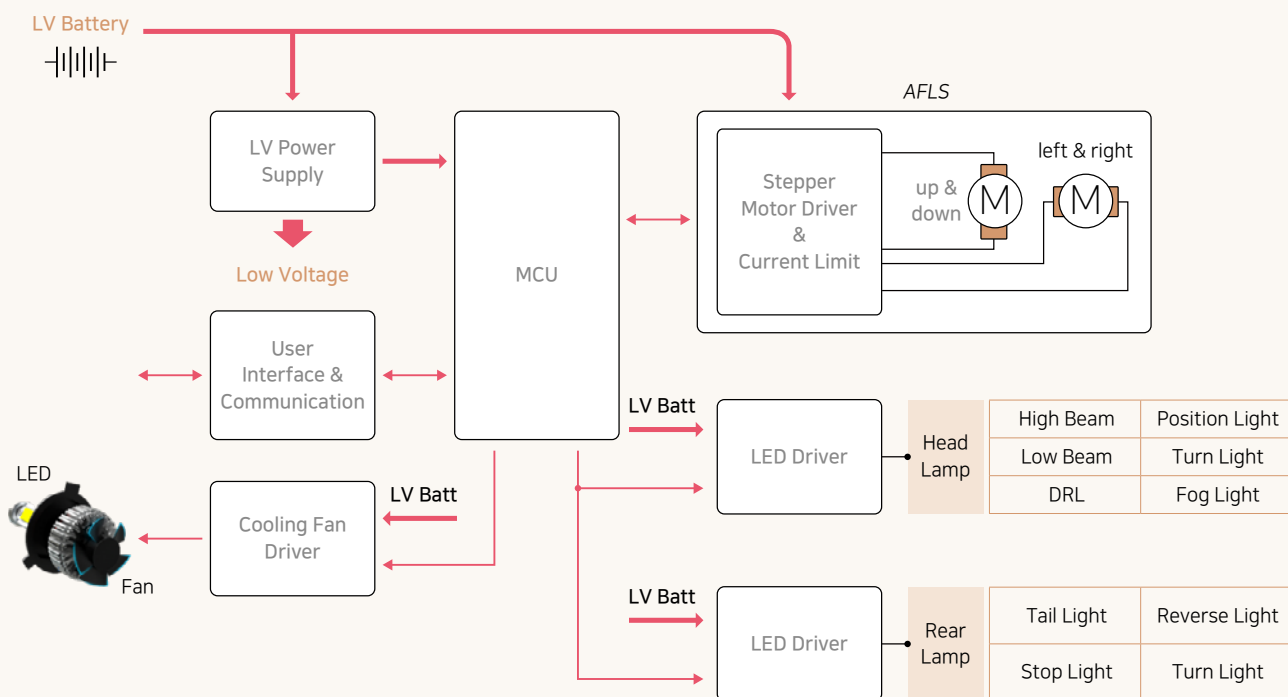 LV Battery
AFLS
LV Power
Supply
MCU
Stepper
Motor Driver
&
Current Limit
up &
down
M
left & right
M
Low Voltage
User
Interface &
Communication
LV Batt
LED Driver
Head
Lamp
High Beam
Position Light
Low Beam
Turn Light
DRL
Fog Light
LED
Fan
Cooling Fan
Driver
LV Batt
LV Batt
LED Driver
Rear
Lamp
Tail Light
Reverse Light
Stop Light
Turn Light